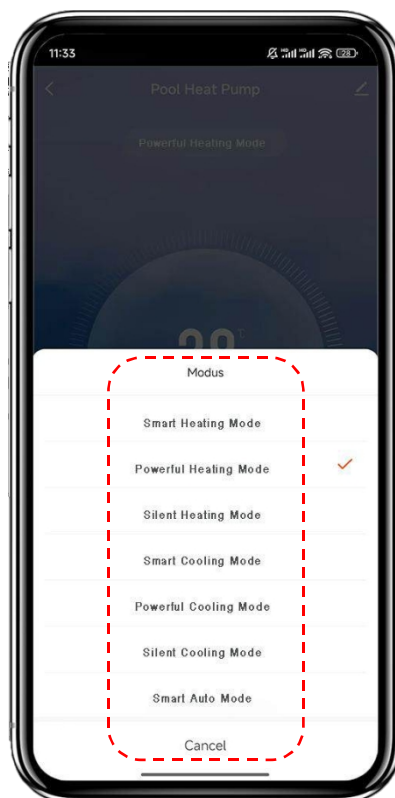 11:33
28
Pool Heat Pump
Powerful Heating Mode
Modus
Smart Heating Mode
Powerful Heating Mode
Silent Heating Mode
Smart Cooling Mode
Powerful Cooling Mode
Silent Cooling Mode
Smart Auto Mode
Cancel